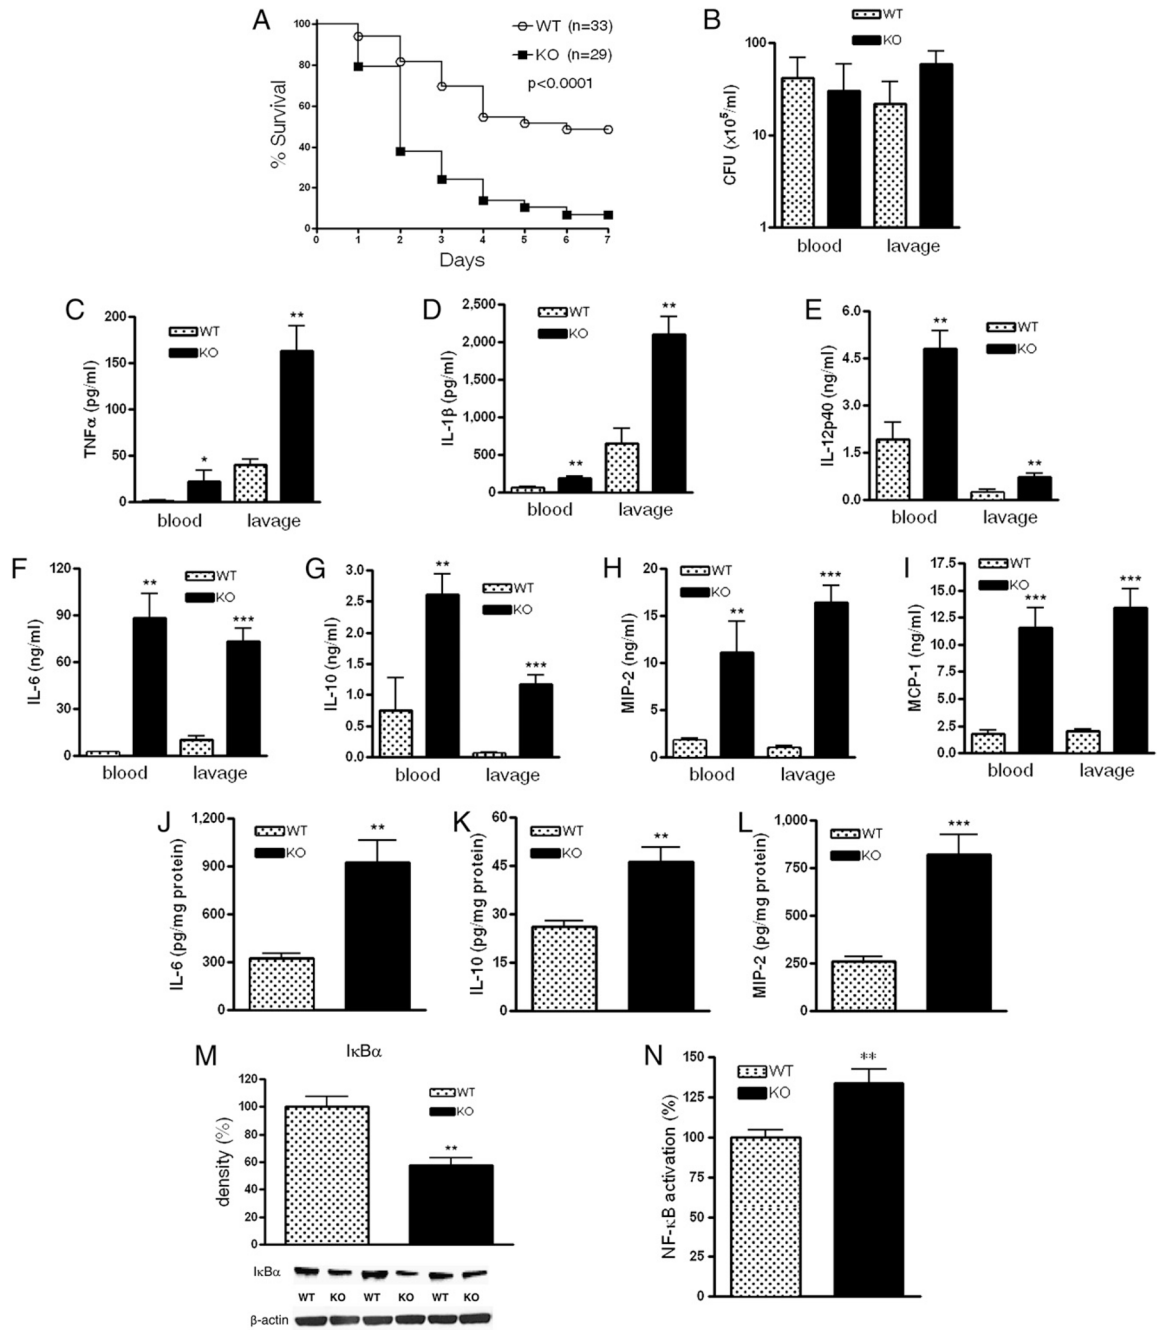 A
100
80
60
40
20
0
% Survival
0 1 2 3 4 5 6 7
Days
WT (n=33)
KO (n=29)
p<0.0001
B
WT
KO
100
10
1
CFU (x10⁵/ml)
blood lavage
C
200
150
100
50
0
TNFα (pg/ml)
WT
KO
*
**
blood lavage
D
2,500
2,000
1,000
500
0
IL-1β (pg/ml)
WT
KO
**
**
blood lavage
E
6.0
4.5
3.0
1.5
0.0
IL-12p40 (ng/ml)
WT
KO
**
**
blood lavage
F
120
90
60
30
0
IL-6 (ng/ml)
WT
KO
**
***
blood lavage
G
3.0
2.5
2.0
1.5
1.0
0.5
0.0
IL-10 (ng/ml)
WT
KO
**
***
blood lavage
H
20
15
10
5
0
MIP-2 (ng/ml)
WT
KO
**
***
blood lavage
I
17.5
15.0
12.5
10.0
7.5
5.0
2.5
0.0
MCP-1 (ng/ml)
WT
KO
***
***
blood lavage
J
1,200
900
600
300
0
IL-6 (pg/mg protein)
WT
KO
**
K
60
45
30
15
0
IL-10 (pg/mg protein)
WT
KO
**
L
1,000
750
500
250
0
MIP-2 (pg/mg protein)
WT
KO
***
M
IκBα
120
100
80
60
40
20
0
density (%)
WT
KO
**
IκBα
WT KO WT KO WT KO
β-actin
N
150
125
100
75
50
25
0
NF-κB activation (%)
WT
KO
**